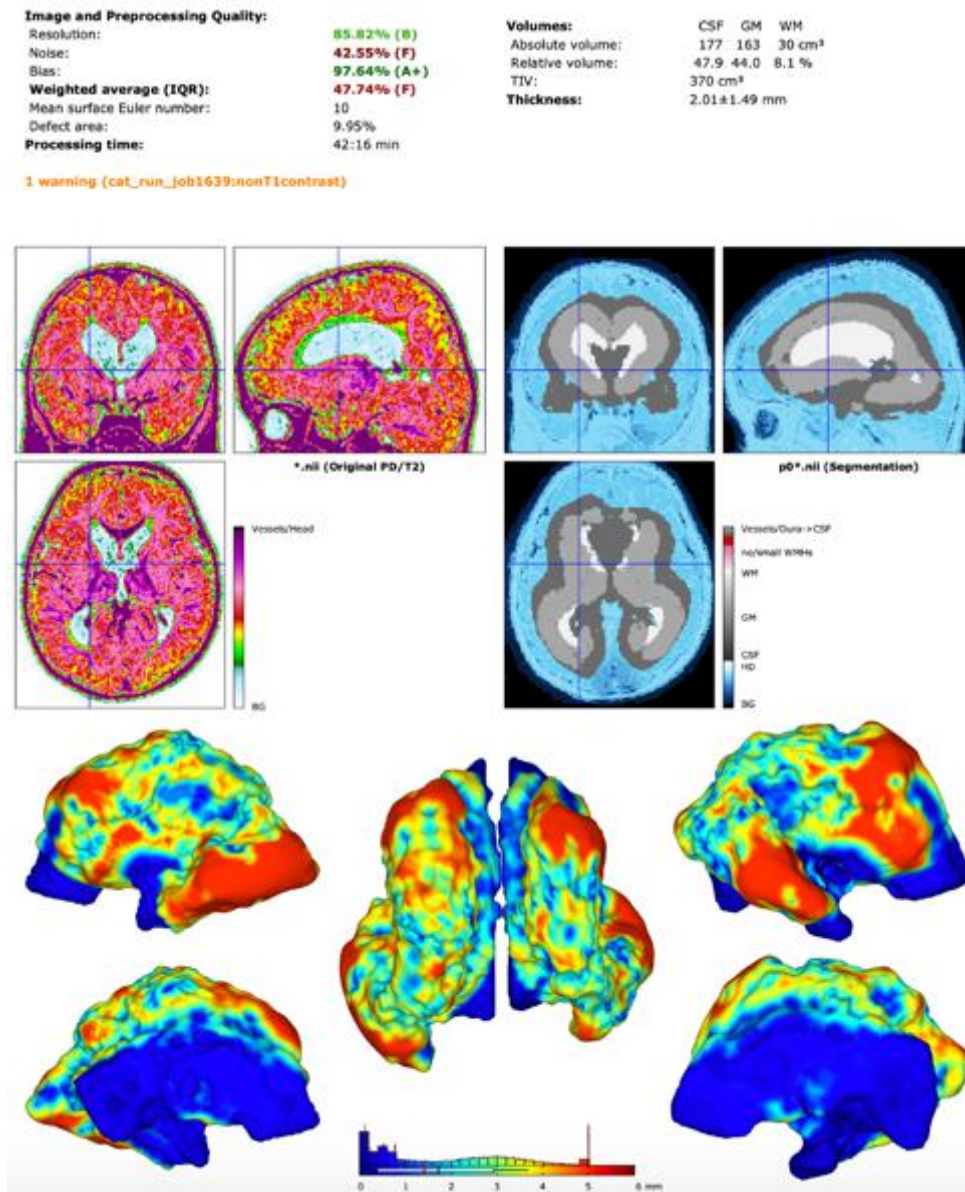 Image and Preprocessing Quality:
Resolution: 85.82% (B)
Noise: 42.55% (F)
Bias: 97.64% (A+)
Weighted average (IQR): 47.74% (F)
Mean surface Euler number: 10
Defect area: 9.95%
Processing time: 42:16 min
1 warning (cat_run_job1639:nonT1contrast)
Volumes: CSF GM WM
Absolute volume: 177 163 30 cm³
Relative volume: 47.9 44.0 8.1 %
TIV: 370 cm³
Thickness: 2.01±1.49 mm
*.nii (Original PD/T2)
Vessels/Head
BG
p0*.nii (Segmentation)
Vessels/Dura->CSF
no/small WMHs
WM
GM
CSF
HD
BG
0 1 2 3 4 5 6 mm